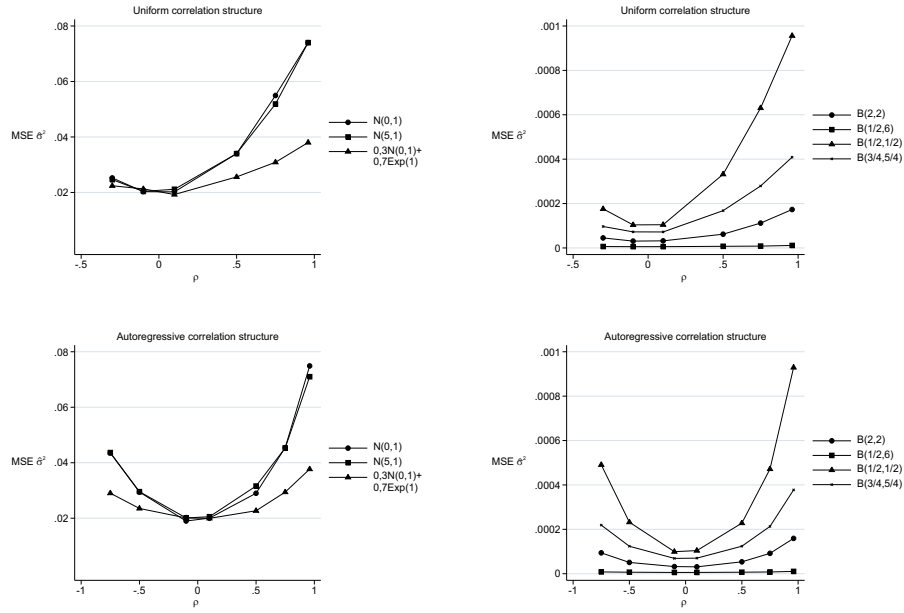 Uniform correlation structure
.08
.06
MSE σ̂²
.04
.02
-.5
0
.5
1
ρ
N(0,1)
N(5,1)
0,3N(0,1)+
0,7Exp(1)
Uniform correlation structure
.001
.0008
.0006
MSE σ̂²
.0004
.0002
0
-.5
0
.5
1
ρ
B(2,2)
B(1/2,6)
B(1/2,1/2)
B(3/4,5/4)
Autoregressive correlation structure
.08
.06
MSE σ̂²
.04
.02
-1
-.5
0
.5
1
ρ
N(0,1)
N(5,1)
0,3N(0,1)+
0,7Exp(1)
Autoregressive correlation structure
.001
.0008
.0006
MSE σ̂²
.0004
.0002
0
-1
-.5
0
.5
1
ρ
B(2,2)
B(1/2,6)
B(1/2,1/2)
B(3/4,5/4)